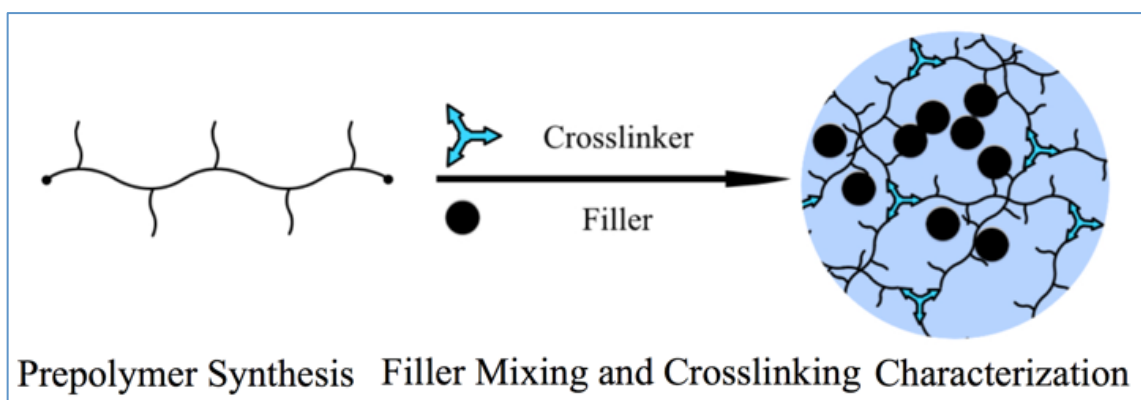 Crosslinker
Filler
Prepolymer Synthesis Filler Mixing and Crosslinking Characterization